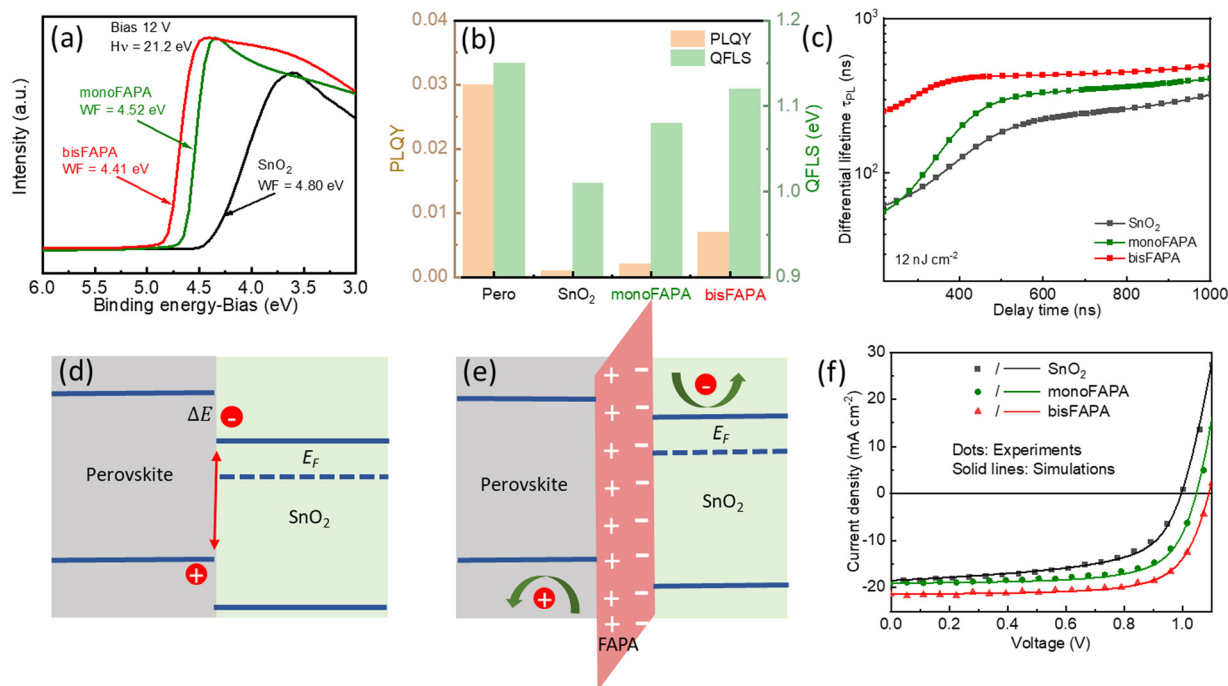 (a)
Bias 12 V
Hν = 21.2 eV
monoFAPA
WF = 4.52 eV
bisFAPA
WF = 4.41 eV
SnO₂
WF = 4.80 eV
Intensity (a.u.)
6.0 5.5 5.0 4.5 4.0 3.5 3.0
Binding energy-Bias (eV)
(b)
PLQY
QFLS
0.04
0.03
0.02
0.01
0.00
PLQY
1.2
1.1
1.0
0.9
QFLS (eV)
Pero SnO₂ monoFAPA bisFAPA
(c)
Differential lifetime τPL (ns)
10³
10²
SnO₂
monoFAPA
bisFAPA
12 nJ cm⁻²
400 600 800 1000
Delay time (ns)
(d)
ΔE
-
EF
Perovskite
SnO₂
+
(e)
-
EF
Perovskite
SnO₂
+
+ -
+ -
+ -
+ -
+ -
+ -
+ -
+ -
FAPA
(f)
/ SnO₂
/ monoFAPA
/ bisFAPA
Dots: Experiments
Solid lines: Simulations
Current density (mA cm⁻²)
30
20
10
0
-10
-20
0.0 0.2 0.4 0.6 0.8 1.0
Voltage (V)